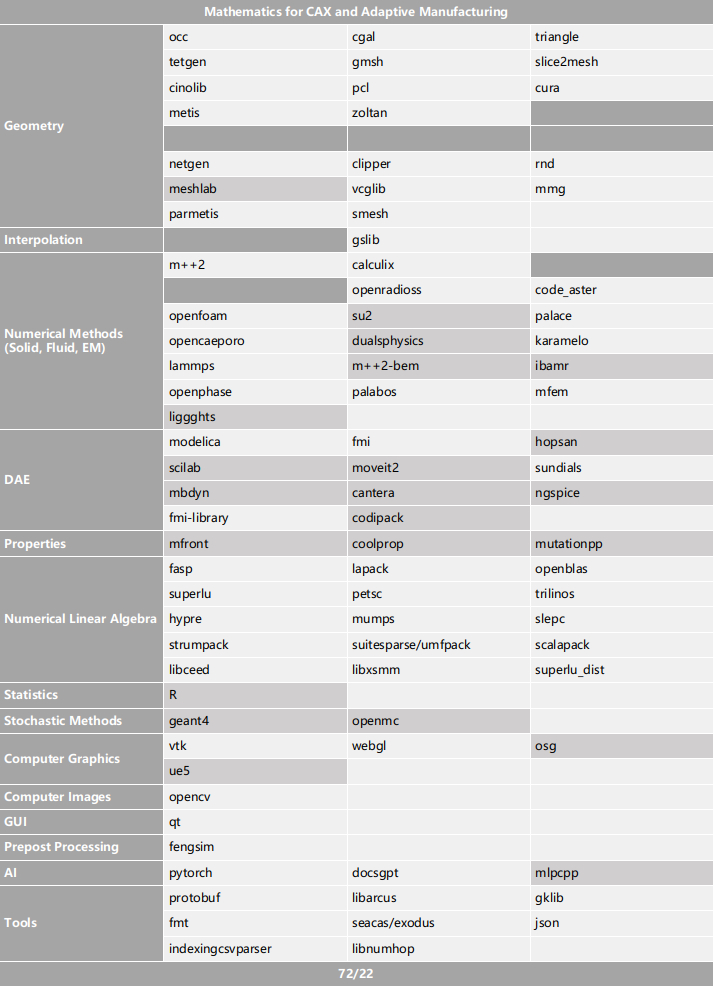 Mathematics for CAX and Adaptive Manufacturing
Geometry
occ cgal triangle
tetgen gmsh slice2mesh
cinolib pcl cura
metis zoltan
netgen clipper rnd
meshlab vcglib mmg
parmetis smesh
Interpolation gslib
Numerical Methods
(Solid, Fluid, EM)
m++2 calculix
openradioss code_aster
openfoam su2 palace
opencaeporo dualsphysics karamelo
lammps m++2-bem ibamr
openphase palabos mfem
liggghts
DAE
modelica fmi hopsan
scilab moveit2 sundials
mbdyn cantera ngspice
fmi-library codipack
Properties mfront coolprop mutationpp
Numerical Linear Algebra
fasp lapack openblas
superlu petsc trilinos
hypre mumps slepc
strumpack suitesparse/umfpack scalapack
libceed libxsmm superlu_dist
Statistics R
Stochastic Methods geant4 openmc
Computer Graphics
vtk webgl osg
ue5
Computer Images opencv
GUI qt
Prepost Processing fengsim
AI pytorch docsgpt mlpcpp
Tools
protobuf libarcus gklib
fmt seacas/exodus json
indexingcsvparser libnumhop
72/22